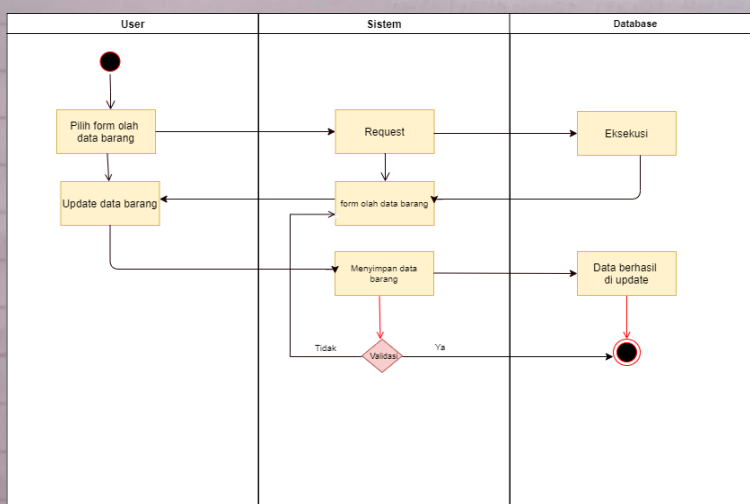 User
Sistem
Database
Pilih form olah
data barang
Request
Eksekusi
Update data barang
form olah data barang
Menyimpan data
barang
Data berhasil
di update
Tidak
Validasi
Ya